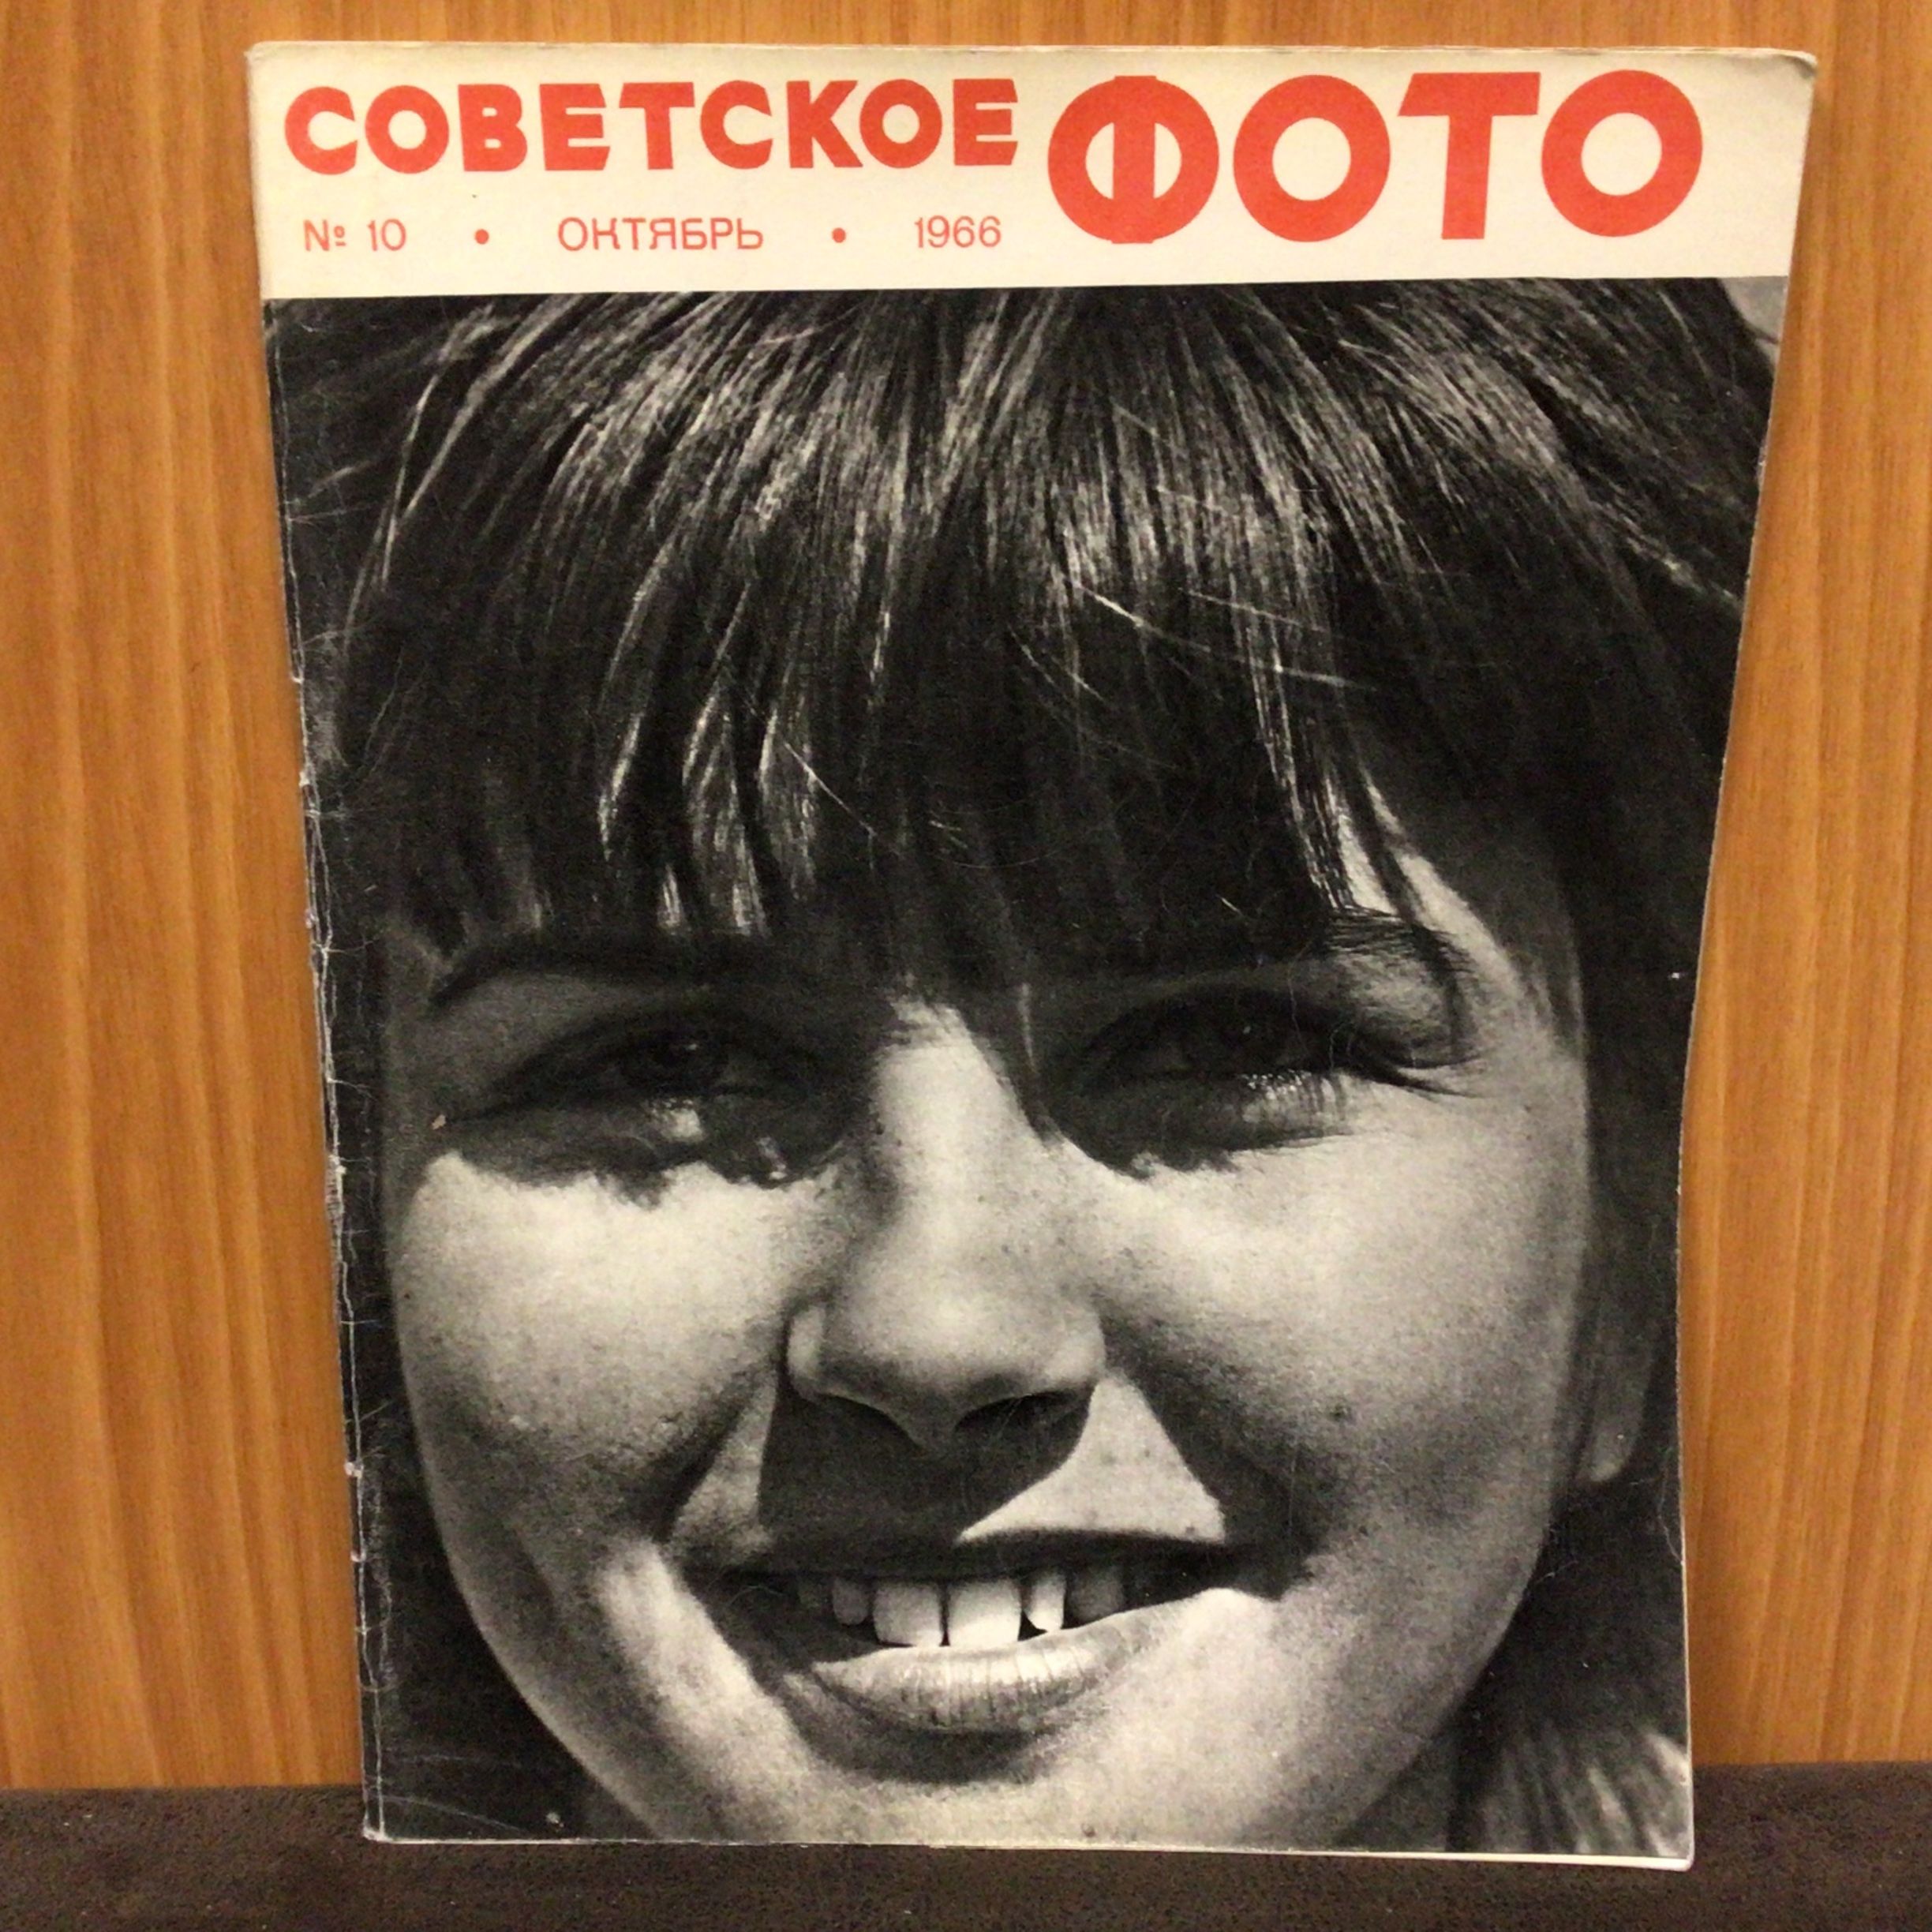 СОВЕТСКОЕ ФОТО
№ 10 • ОКТЯБРЬ • 1966